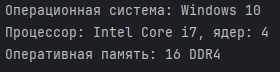 Операционная система: Windows 10
Процессор: Intel Core i7, ядер: 4
Оперативная память: 16 DDR4